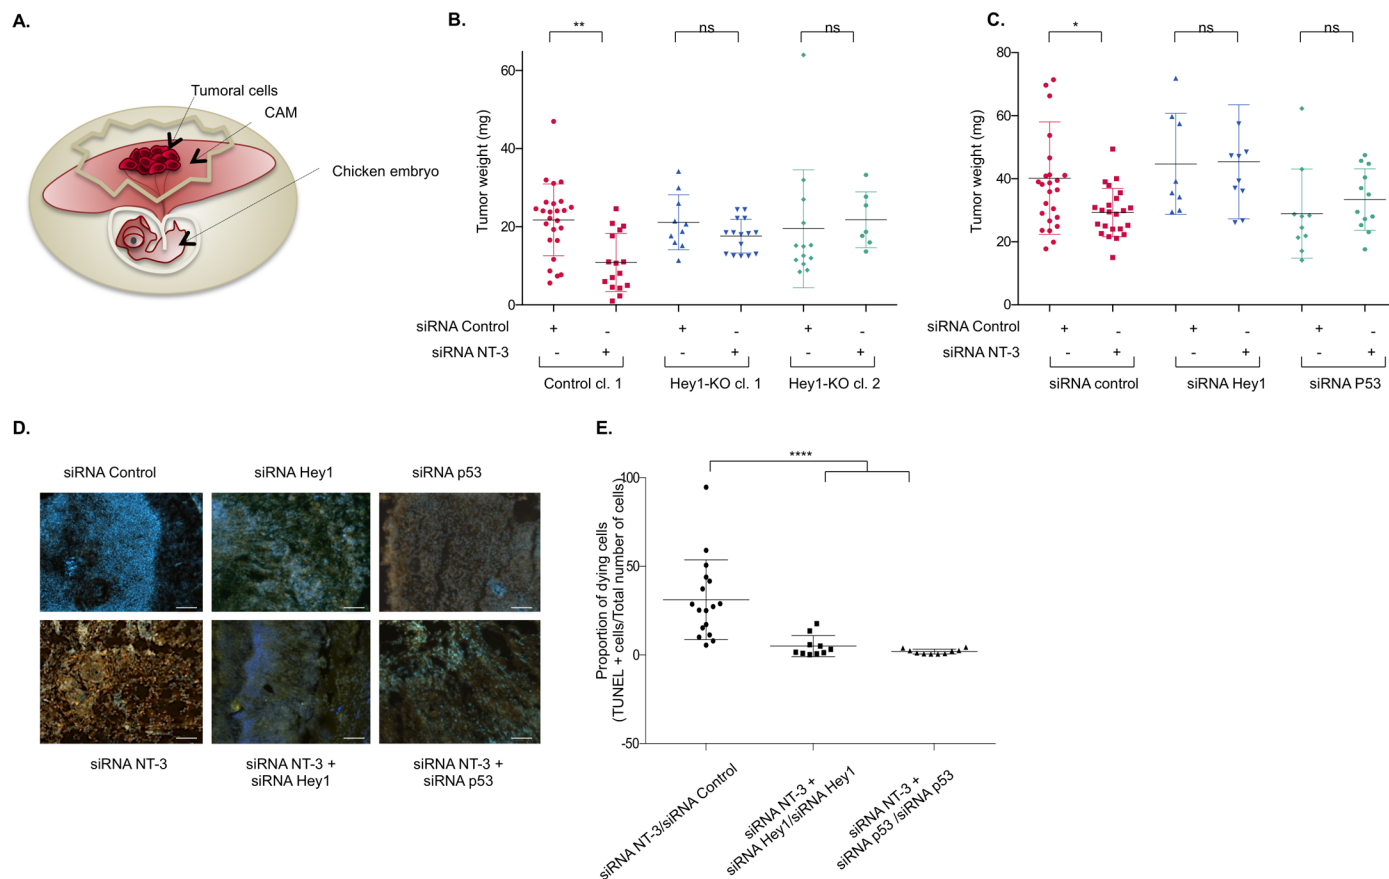 A.
Tumoral cells
CAM
Chicken embryo
B.
** ns ns
Tumor weight (mg)
60
40
20
0
siRNA Control + - + - + -
siRNA NT-3 - + - + - +
Control cl. 1 Hey1-KO cl. 1 Hey1-KO cl. 2
C.
* ns ns
Tumor weight (mg)
80
60
40
20
0
siRNA Control + - + - + -
siRNA NT-3 - + - + - +
siRNA control siRNA Hey1 siRNA P53
D.
siRNA Control siRNA Hey1 siRNA p53
siRNA NT-3 siRNA NT-3 + siRNA NT-3 +
siRNA Hey1 siRNA p53
E.
****
Proportion of dying cells
(TUNEL + cells/Total number of cells)
100
50
0
-50
siRNA NT-3/siRNA Control
siRNA NT-3 +
siRNA Hey1/siRNA Hey1
siRNA NT-3 +
siRNA p53 /siRNA p53